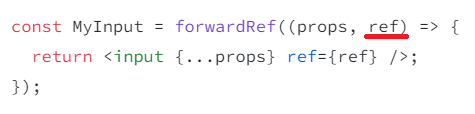 const MyInput = forwardRef((props, ref) => {
  return <input {...props} ref={ref} />;
});